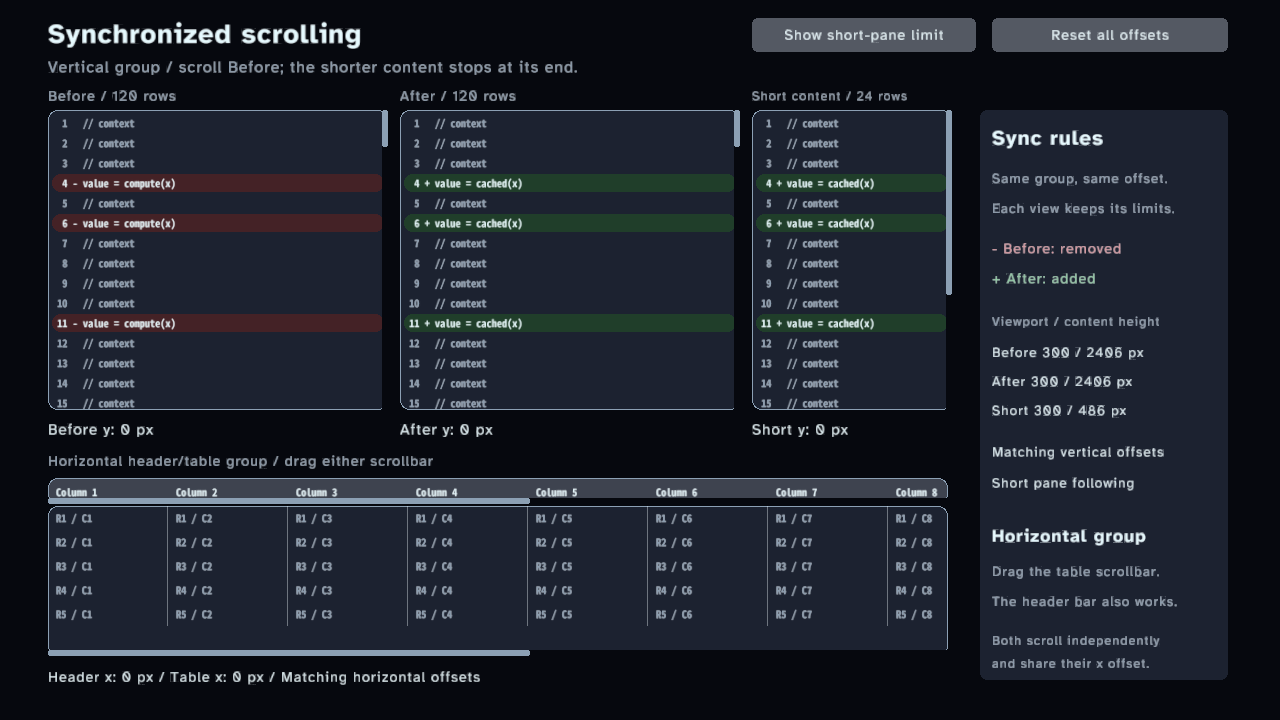 Synchronized scrolling
Show short-pane limit
Reset all offsets
Vertical group / scroll Before; the shorter content stops at its end.
Before / 120 rows
1 // context
2 // context
3 // context
4 - value = compute(x)
5 // context
6 - value = compute(x)
7 // context
8 // context
9 // context
10 // context
11 - value = compute(x)
12 // context
13 // context
14 // context
15 // context
Before y: 0 px
After / 120 rows
1 // context
2 // context
3 // context
4 + value = cached(x)
5 // context
6 + value = cached(x)
7 // context
8 // context
9 // context
10 // context
11 + value = cached(x)
12 // context
13 // context
14 // context
15 // context
After y: 0 px
Short content / 24 rows
1 // context
2 // context
3 // context
4 + value = cached(x)
5 // context
6 + value = cached(x)
7 // context
8 // context
9 // context
10 // context
11 + value = cached(x)
12 // context
13 // context
14 // context
15 // context
Short y: 0 px
Horizontal header/table group / drag either scrollbar
Column 1 Column 2 Column 3 Column 4 Column 5 Column 6 Column 7 Column 8
R1 / C1 R1 / C2 R1 / C3 R1 / C4 R1 / C5 R1 / C6 R1 / C7 R1 / C8
R2 / C1 R2 / C2 R2 / C3 R2 / C4 R2 / C5 R2 / C6 R2 / C7 R2 / C8
R3 / C1 R3 / C2 R3 / C3 R3 / C4 R3 / C5 R3 / C6 R3 / C7 R3 / C8
R4 / C1 R4 / C2 R4 / C3 R4 / C4 R4 / C5 R4 / C6 R4 / C7 R4 / C8
R5 / C1 R5 / C2 R5 / C3 R5 / C4 R5 / C5 R5 / C6 R5 / C7 R5 / C8
Header x: 0 px / Table x: 0 px / Matching horizontal offsets
Sync rules
Same group, same offset.
Each view keeps its limits.
- Before: removed
+ After: added
Viewport / content height
Before 300 / 2406 px
After 300 / 2406 px
Short 300 / 486 px
Matching vertical offsets
Short pane following
Horizontal group
Drag the table scrollbar.
The header bar also works.
Both scroll independently
and share their x offset.